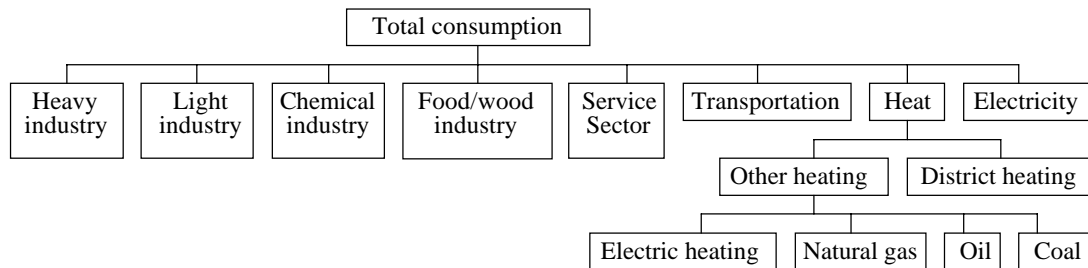 Total consumption
Heavy
industry
Light
industry
Chemical
industry
Food/wood
industry
Service
Sector
Transportation
Heat
Electricity
Other heating
District heating
Electric heating
Natural gas
Oil
Coal